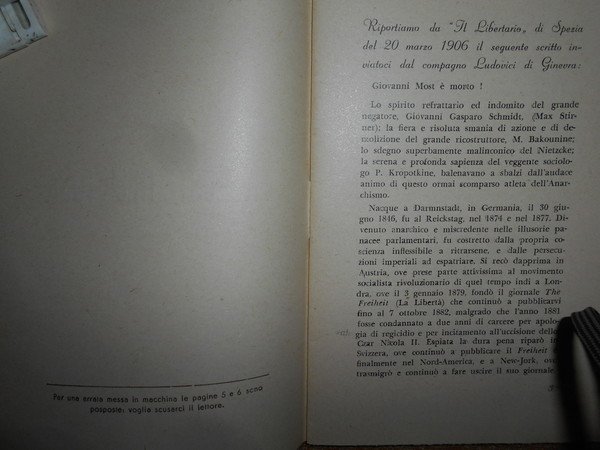 Per una errata messa in macchina le pagine 5 e 6 sono
posposte: voglia scusarci il lettore.
Riportiamo da "Il Libertario„ di Spezia
del 20 marzo 1906 il seguente scritto in-
viatoci dal compagno Ludovici di Ginevra:
Giovanni Most è morto !
Lo spirito refrattario ed indomito del grande
negatore, Giovanni Gasparo Schmidt, (Max Stir-
ner); la fiera e risoluta smania di azione e di de-
molizione del grande ricostruttore, M. Bakounine;
lo sdegno superbamente malinconico del Nietzcke;
la serena e profonda sapienza del veggente sociolo-
go P. Kropotkine, balenavano a sbalzi dall'audace
animo di questo ormai scomparso atleta dell'Anar-
chismo.
Nacque a Darmnstadt, in Germania, il 30 giu-
gno 1846, fu al Reickstag, nel 1874 e nel 1877. Di-
venuto anarchico e miscredente nelle illusorie pa-
nacee parlamentari, fu costretto dalla propria co-
scienza inflessibile a ritrarsene, e dalle persecu-
zioni imperiali ad espatriare. Si recò dapprima in
Austria, ove prese parte attivissima al movimento
socialista rivoluzionario di quel tempo indi a Lon-
dra, ove il 3 gennaio 1879, fondò il giornale The
Freiheit (La Libertà) che continuò a pubblicarvi
fino al 7 ottobre 1882, malgrado che l'anno 1881
fosse condannato a due anni di carcere per apolo-
gia di regicidio e per incitamento all'uccisione dello
Czar Nicola II. Espiata la dura pena riparò in
Svizzera, ove continuò a pubblicare il Freiheit e
finalmente nel Nord-America, e a New-Jork, ove
trasmigrò e continuò a fare uscire il suo giornale,
3